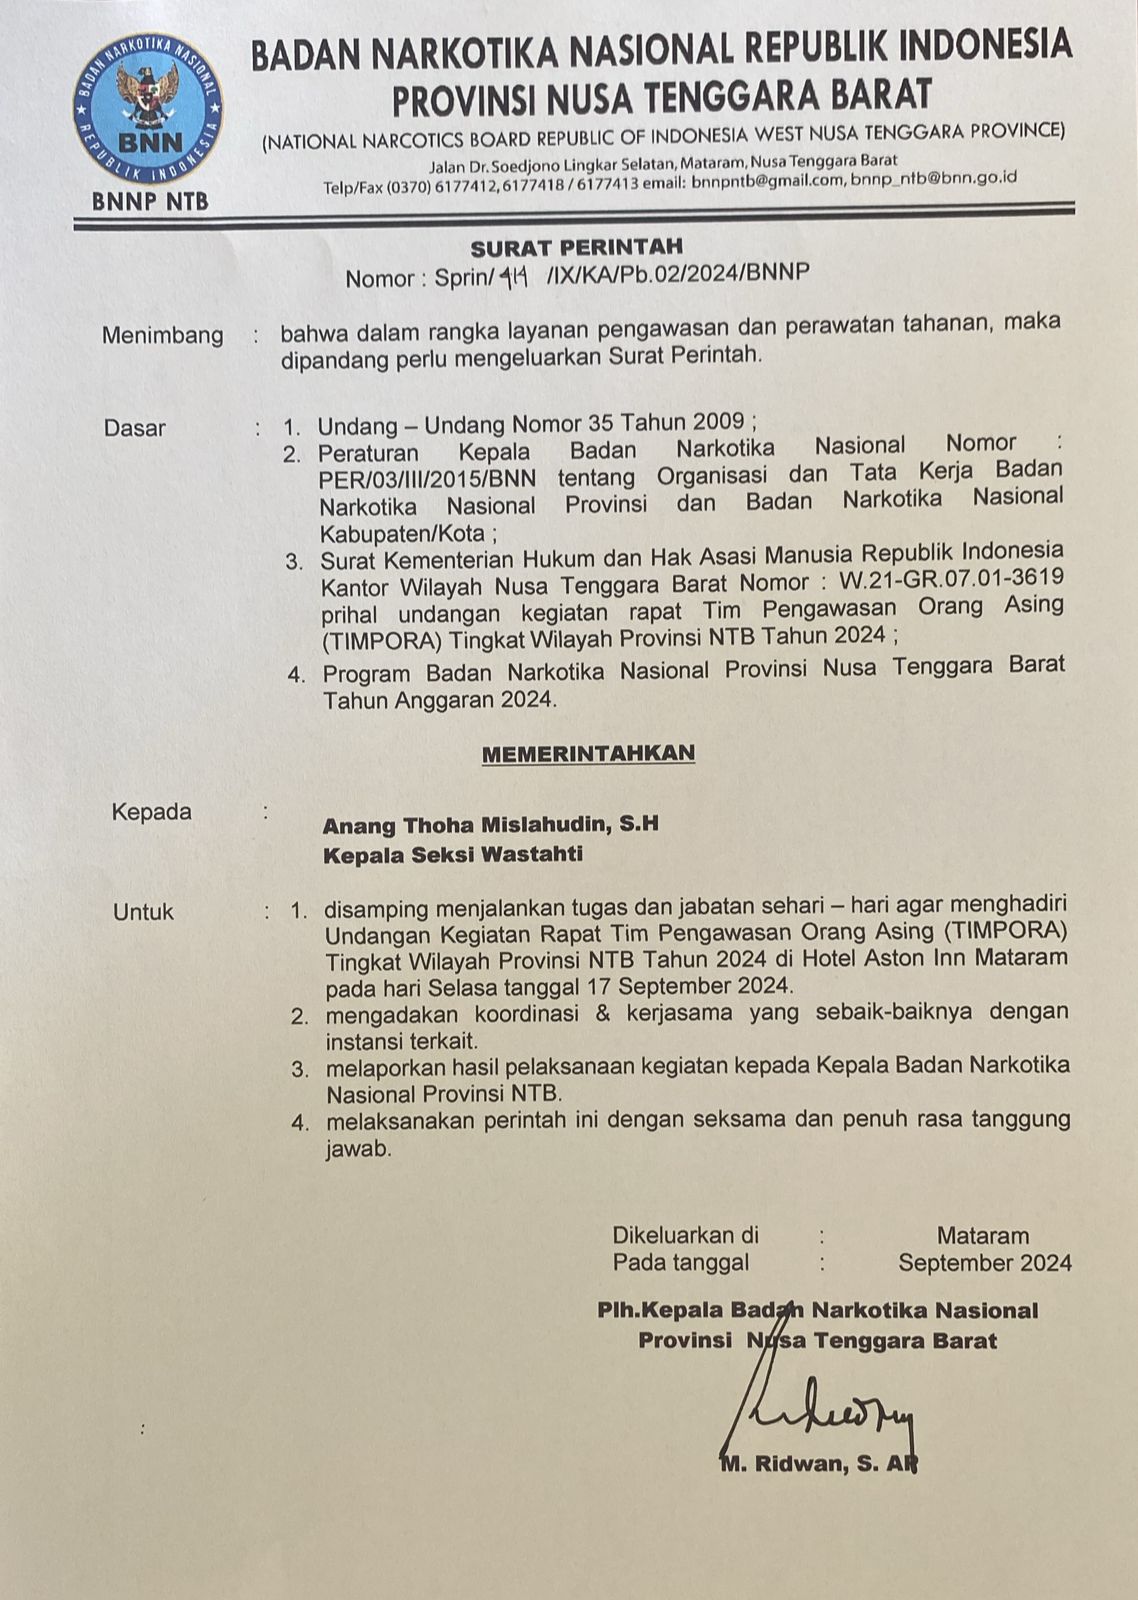 BADAN NARKOTIKA NASIONAL
REPUBLIK INDONESIA
BNN
BNNP NTB
BADAN NARKOTIKA NASIONAL REPUBLIK INDONESIA
PROVINSI NUSA TENGGARA BARAT
(NATIONAL NARCOTICS BOARD REPUBLIC OF INDONESIA WEST NUSA TENGGARA PROVINCE)
Jalan Dr. Soedjono Lingkar Selatan, Mataram, Nusa Tenggara Barat
Telp/Fax (0370) 6177412, 6177418 / 6177413 email: bnnpntb@gmail.com, bnnp_ntb@bnn.go.id
SURAT PERINTAH
Nomor : Sprin/ /IX/KA/Pb.02/2024/BNNP
Menimbang : bahwa dalam rangka layanan pengawasan dan perawatan tahanan, maka
dipandang perlu mengeluarkan Surat Perintah.
Dasar : 1. Undang – Undang Nomor 35 Tahun 2009 ;
2. Peraturan Kepala Badan Narkotika Nasional Nomor :
PER/03/III/2015/BNN tentang Organisasi dan Tata Kerja Badan
Narkotika Nasional Provinsi dan Badan Narkotika Nasional
Kabupaten/Kota ;
3. Surat Kementerian Hukum dan Hak Asasi Manusia Republik Indonesia
Kantor Wilayah Nusa Tenggara Barat Nomor : W.21-GR.07.01-3619
prihal undangan kegiatan rapat Tim Pengawasan Orang Asing
(TIMPORA) Tingkat Wilayah Provinsi NTB Tahun 2024 ;
4. Program Badan Narkotika Nasional Provinsi Nusa Tenggara Barat
Tahun Anggaran 2024.
MEMERINTAHKAN
Kepada :
Anang Thoha Mislahudin, S.H
Kepala Seksi Wastahti
Untuk : 1. disamping menjalankan tugas dan jabatan sehari – hari agar menghadiri
Undangan Kegiatan Rapat Tim Pengawasan Orang Asing (TIMPORA)
Tingkat Wilayah Provinsi NTB Tahun 2024 di Hotel Aston Inn Mataram
pada hari Selasa tanggal 17 September 2024.
2. mengadakan koordinasi & kerjasama yang sebaik-baiknya dengan
instansi terkait.
3. melaporkan hasil pelaksanaan kegiatan kepada Kepala Badan Narkotika
Nasional Provinsi NTB.
4. melaksanakan perintah ini dengan seksama dan penuh rasa tanggung
jawab.
Dikeluarkan di : Mataram
Pada tanggal : September 2024
Plh.Kepala Badan Narkotika Nasional
Provinsi Nusa Tenggara Barat
M. Ridwan, S. AP